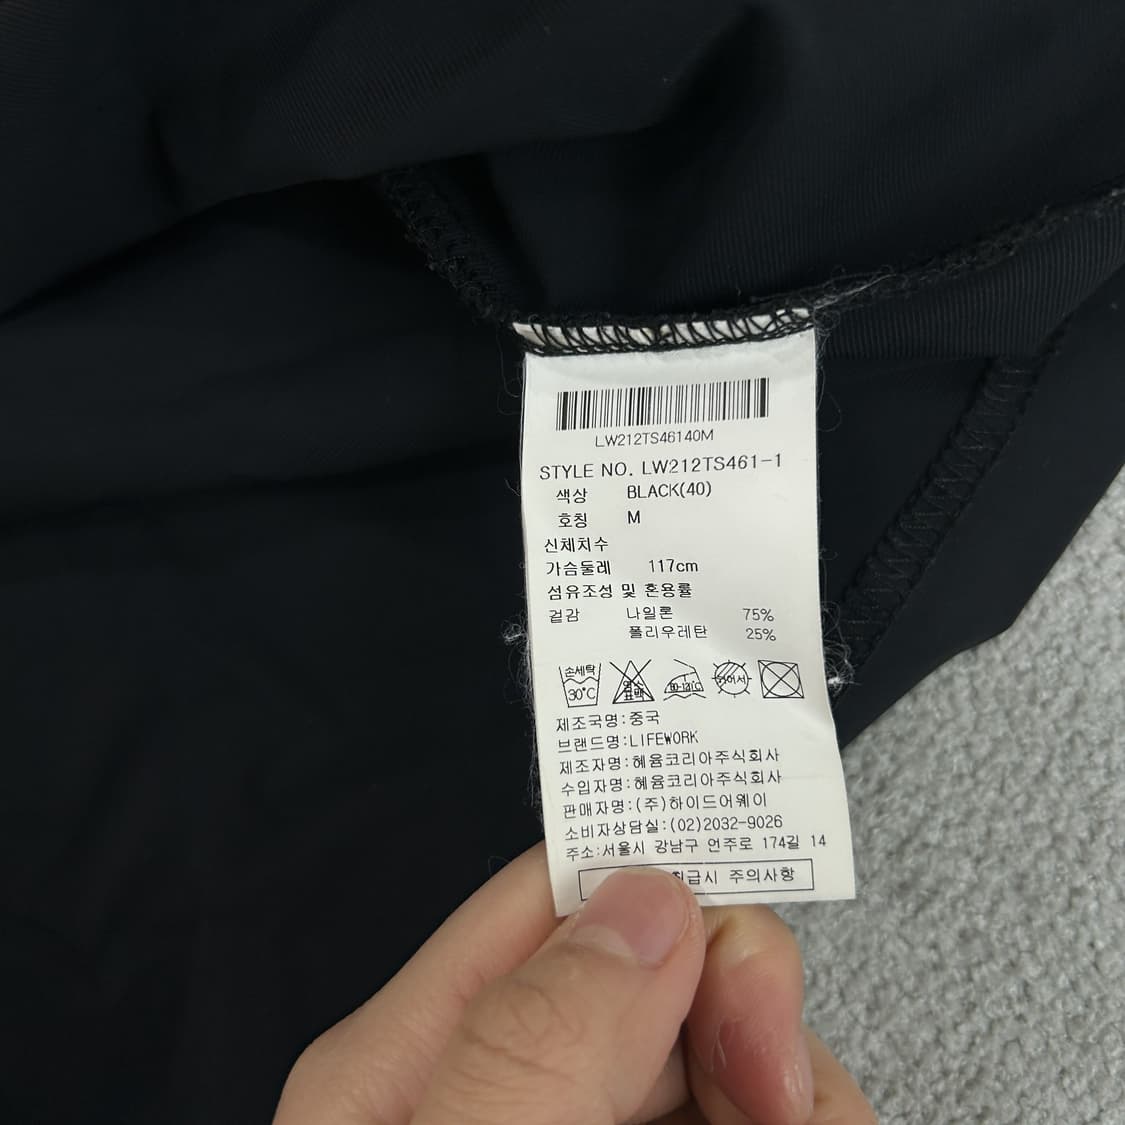 LW212TS46140M
STYLE NO. LW212TS461-1
색상 BLACK(40)
호칭 M
신체치수
가슴둘레 117cm
섬유조성 및 혼용률
겉감 나일론 75%
폴리우레탄 25%
손세탁 30°C 염소표백 80-120°C
제조국명:중국
브랜드명:LIFEWORK
제조자명:혜윰코리아주식회사
수입자명:혜윰코리아주식회사
판매자명:(주)하이드어웨이
소비자상담실:(02)2032-9026
주소:서울시 강남구 언주로 174길 14
주의사항